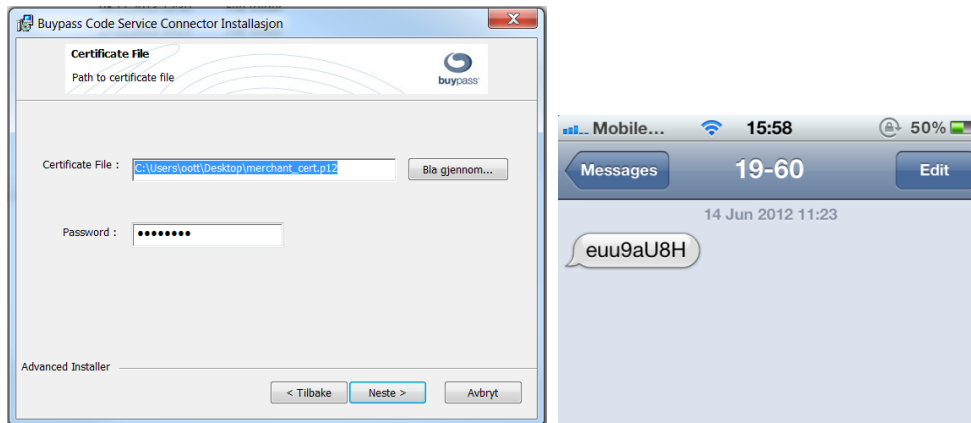 Buypass Code Service Connector Installasjon
Certificate File
Path to certificate file
buypass
Certificate File :
C:\Users\oott\Desktop\merchant_cert.p12
Bla gjennom...
Password :
••••••••
Advanced Installer
< Tilbake
Neste >
Avbryt
Mobile...
15:58
50%
Messages
19-60
Edit
14 Jun 2012 11:23
euu9aU8H